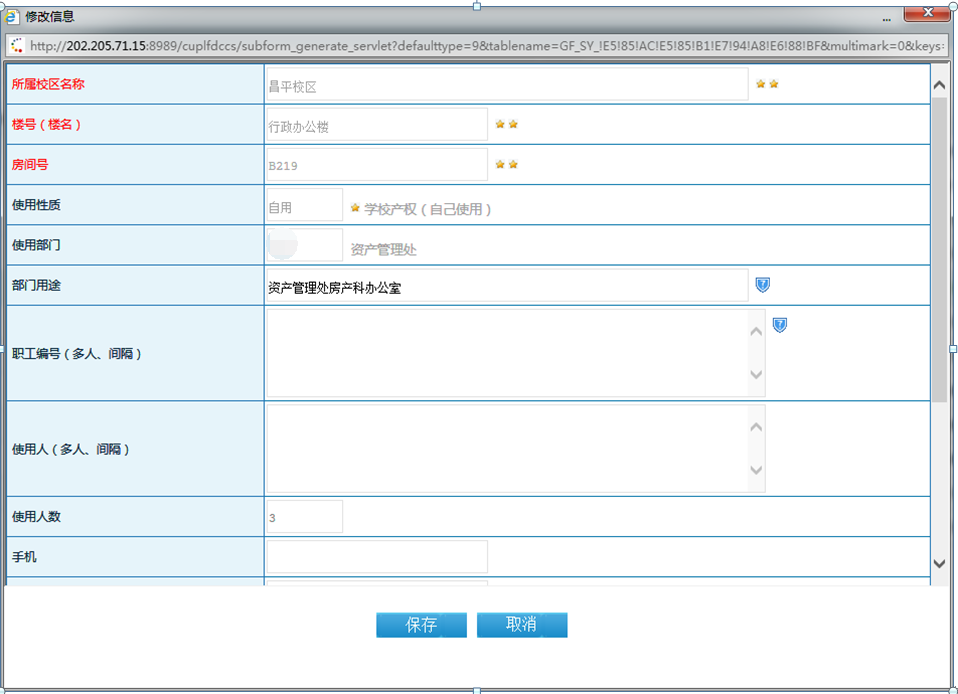 修改信息
...
http://202.205.71.15:8989/cuplfdccs/subform_generate_servlet?defaulttype=9&tablename=GF_SY_!E5!85!AC!E5!85!B1!E7!94!A8!E6!88!BF&multimark=0&keys=
所属校区名称 昌平校区
楼号（楼名） 行政办公楼
房间号 B219
使用性质 自用 学校产权（自己使用）
使用部门 资产管理处
部门用途 资产管理处房产科办公室
职工编号（多人、间隔）
使用人（多人、间隔）
使用人数 3
手机
保存 取消